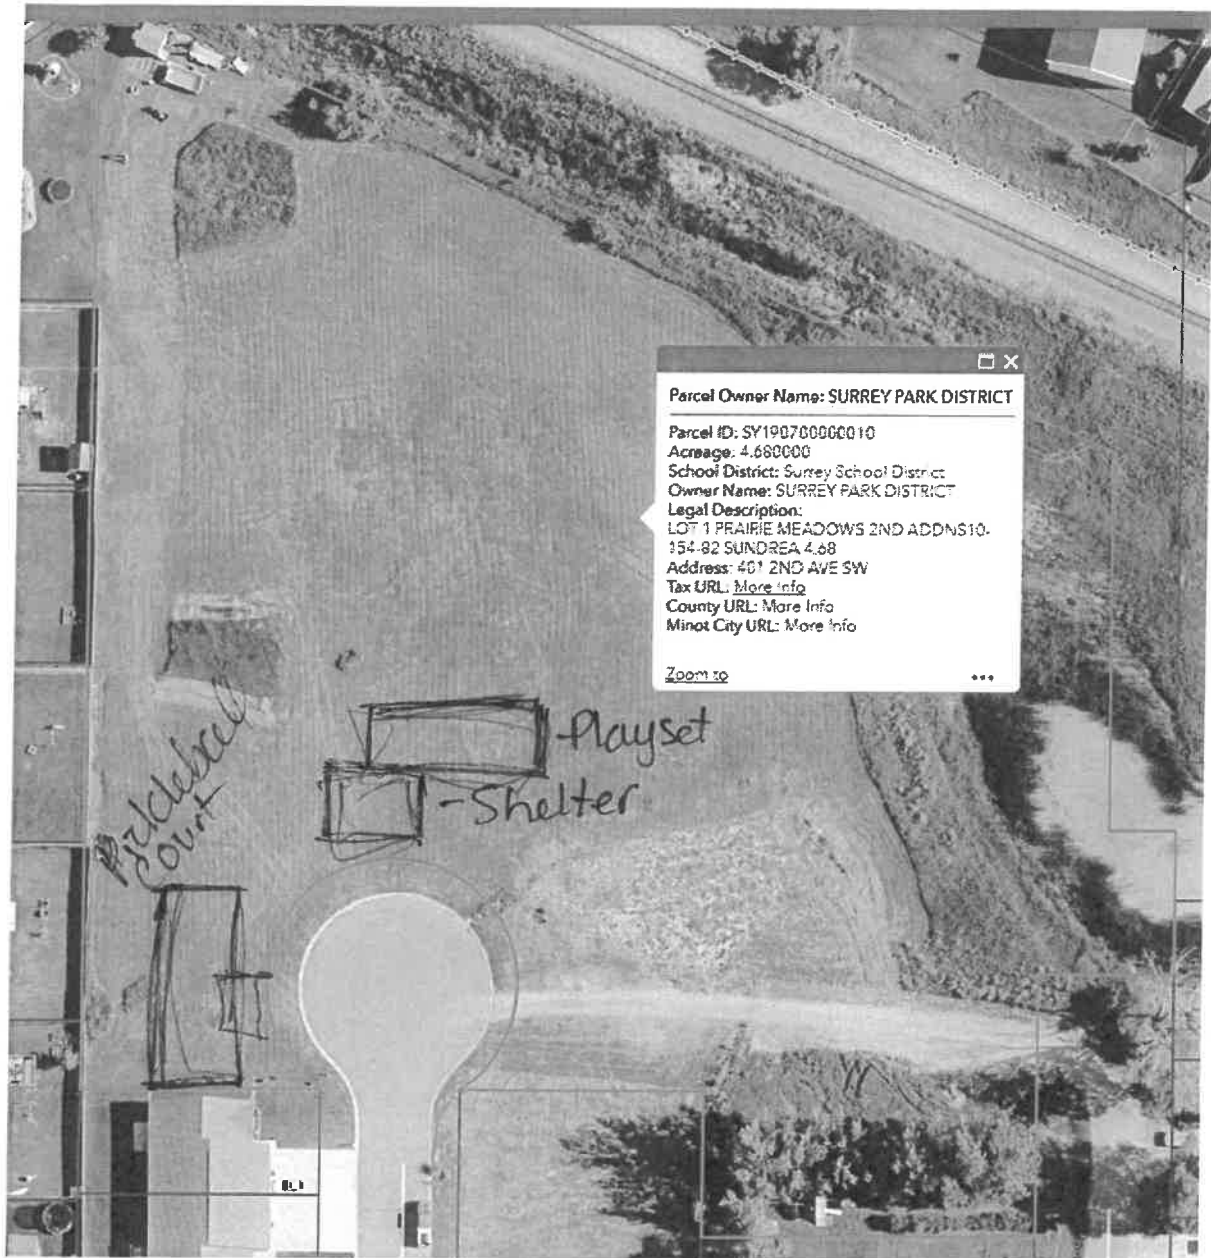 Parcel Owner Name: SURREY PARK DISTRICT
Parcel ID: SY190700000010
Acreage: 4.680000
School District: Surrey School District
Owner Name: SURREY PARK DISTRICT
Legal Description:
LOT 1 PRAIRIE MEADOWS 2ND ADDNS10-
154-82 SUNDREA 4.68
Address: 401 2ND AVE SW
Tax URL: More Info
County URL: More Info
Minot City URL: More Info
Zoom to
...
-Playset
-Shelter
Pickleball
Court